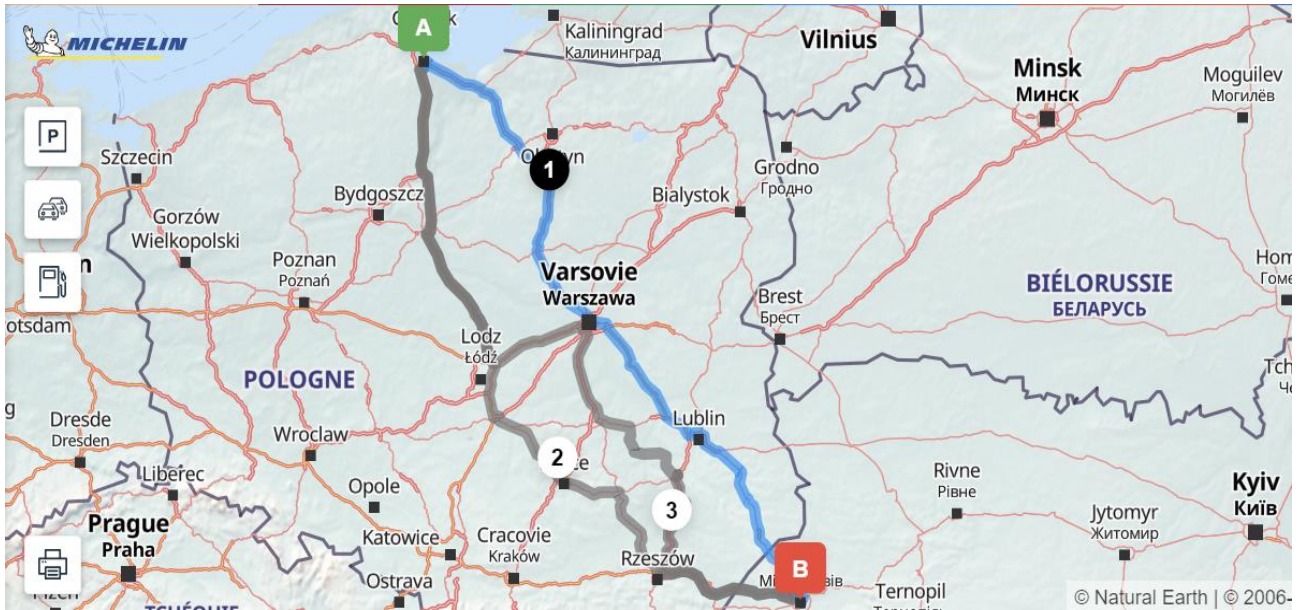 A
Kaliningrad
Калининград
Vilnius
MICHELIN
Minsk
Минск
Moguilev
Могилёв
P
Szczecin
1
Grodno
Гродно
Bydgoszcz
Bialystok
Gorzów
Wielkopolski
Poznan
Poznań
Varsovie
Warszawa
Brest
Брест
BIÉLORUSSIE
БЕЛАРУСЬ
Lodz
Łódź
POLOGNE
Lublin
Dresde
Dresden
Wroclaw
2
Liberec
Opole
3
Rivne
Рівне
Kyiv
Київ
Prague
Praha
Katowice
Cracovie
Kraków
Rzeszów
Jytomyr
Житомир
B
Ostrava
Ternopil
© Natural Earth | © 2006-